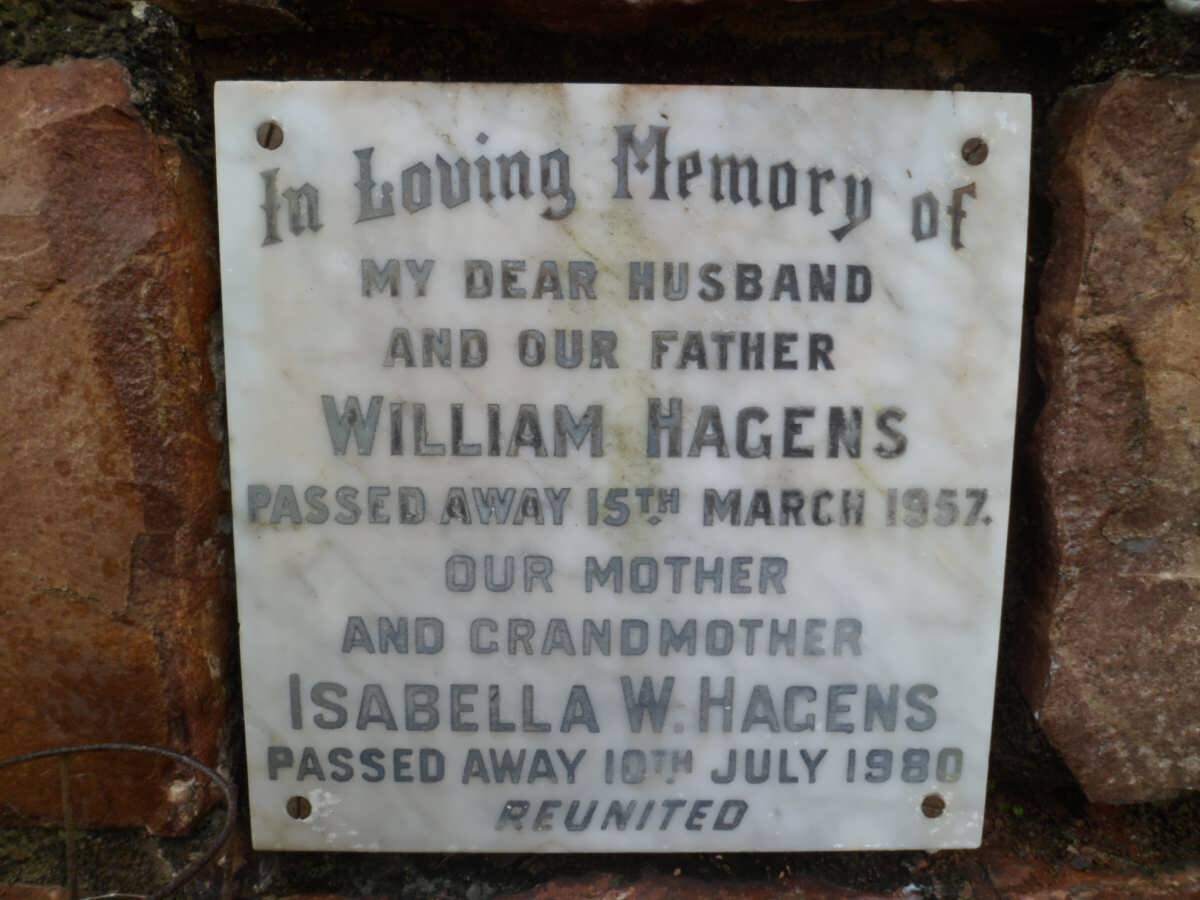 In Loving Memory of
MY DEAR HUSBAND
AND OUR FATHER
WILLIAM HAGENS
PASSED AWAY 15TH MARCH 1957.
OUR MOTHER
AND GRANDMOTHER
ISABELLA W. HAGENS
PASSED AWAY 10TH JULY 1980
REUNITED